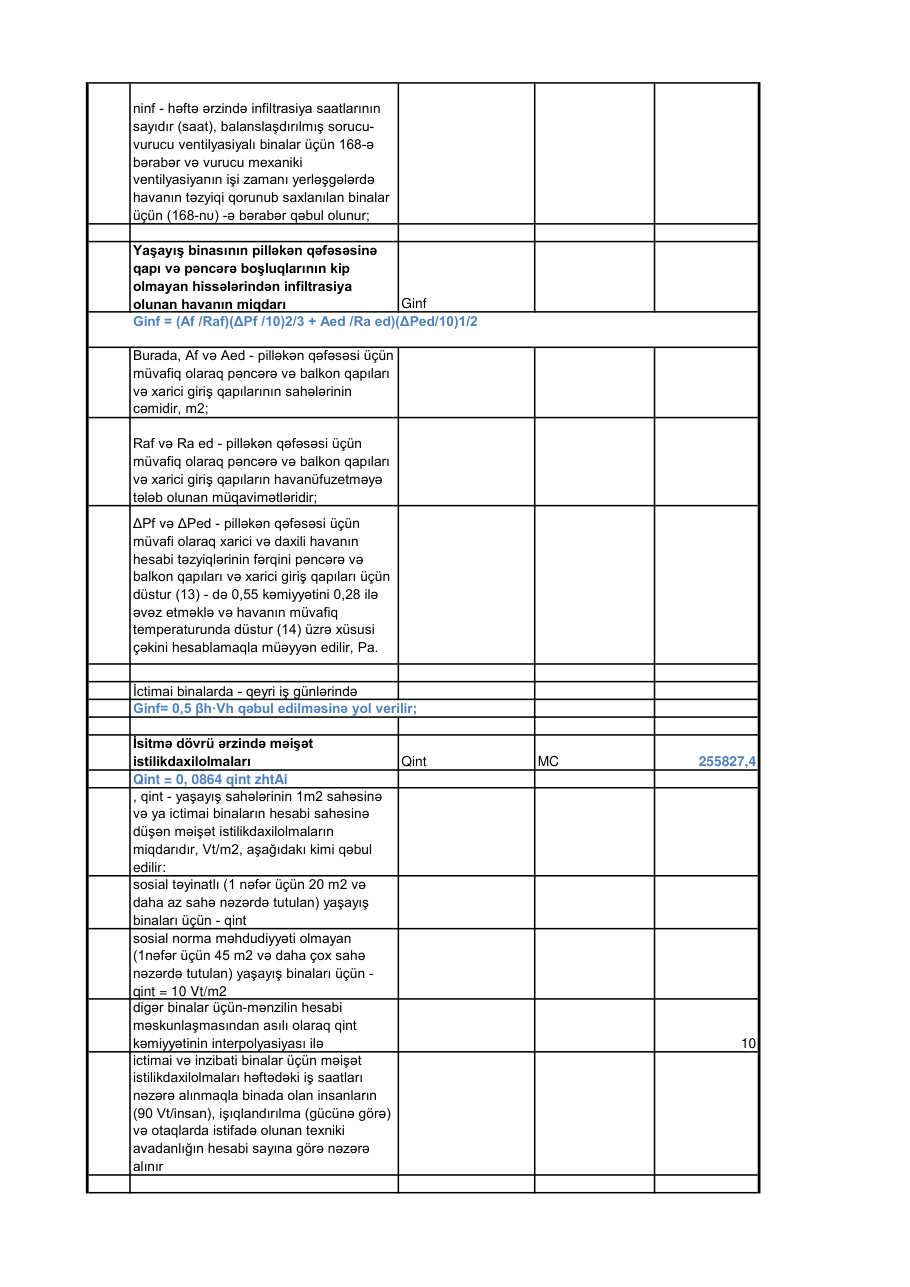 ninf - həftə ərzində infiltrasiya saatlarının
sayıdır (saat), balanslaşdırılmış sorucu-
vurucu ventilyasiyalı binalar üçün 168-ə
bərabər və vurucu mexaniki
ventilyasiyanın işi zamanı yerləşgələrdə
havanın təzyiqi qorunub saxlanılan binalar
üçün (168-nυ) -ə bərabər qəbul olunur;
Yaşayış binasının pilləkən qəfəsəsinə
qapı və pəncərə boşluqlarının kip
olmayan hissələrindən infiltrasiya
olunan havanın miqdarı Ginf
Ginf = (Af /Raf)(ΔPf /10)2/3 + Aed /Ra ed)(ΔPed/10)1/2
Burada, Af və Aed - pilləkən qəfəsəsi üçün
müvafiq olaraq pəncərə və balkon qapıları
və xarici giriş qapılarının sahələrinin
cəmidir, m2;
Raf və Ra ed - pilləkən qəfəsəsi üçün
müvafiq olaraq pəncərə və balkon qapıları
və xarici giriş qapıların havanüfuzetməyə
tələb olunan müqavimətləridir;
ΔPf və ΔPed - pilləkən qəfəsəsi üçün
müvafi olaraq xarici və daxili havanın
hesabi təzyiqlərinin fərqini pəncərə və
balkon qapıları və xarici giriş qapıları üçün
düstur (13) - də 0,55 kəmiyyətini 0,28 ilə
əvəz etməklə və havanın müvafiq
temperaturunda düstur (14) üzrə xüsusi
çəkini hesablamaqla müəyyən edilir, Pa.
İctimai binalarda - qeyri iş günlərində
Ginf= 0,5 βh·Vh qəbul edilməsinə yol verilir;
İsitmə dövrü ərzində məişət
istilikdaxilolmaları Qint MC 255827,4
Qint = 0, 0864 qint zhtAi
, qint - yaşayış sahələrinin 1m2 sahəsinə
və ya ictimai binaların hesabi sahəsinə
düşən məişət istilikdaxilolmaların
miqdarıdır, Vt/m2, aşağıdakı kimi qəbul
edilir:
sosial təyinatlı (1 nəfər üçün 20 m2 və
daha az sahə nəzərdə tutulan) yaşayış
binaları üçün - qint
sosial norma məhdudiyyəti olmayan
(1nəfər üçün 45 m2 və daha çox sahə
nəzərdə tutulan) yaşayış binaları üçün -
qint = 10 Vt/m2
digər binalar üçün-mənzilin hesabi
məskunlaşmasından asılı olaraq qint
kəmiyyətinin interpolyasiyası ilə 10
ictimai və inzibati binalar üçün məişət
istilikdaxilolmaları həftədəki iş saatları
nəzərə alınmaqla binada olan insanların
(90 Vt/insan), işıqlandırılma (gücünə görə)
və otaqlarda istifadə olunan texniki
avadanlığın hesabi sayına görə nəzərə
alınır